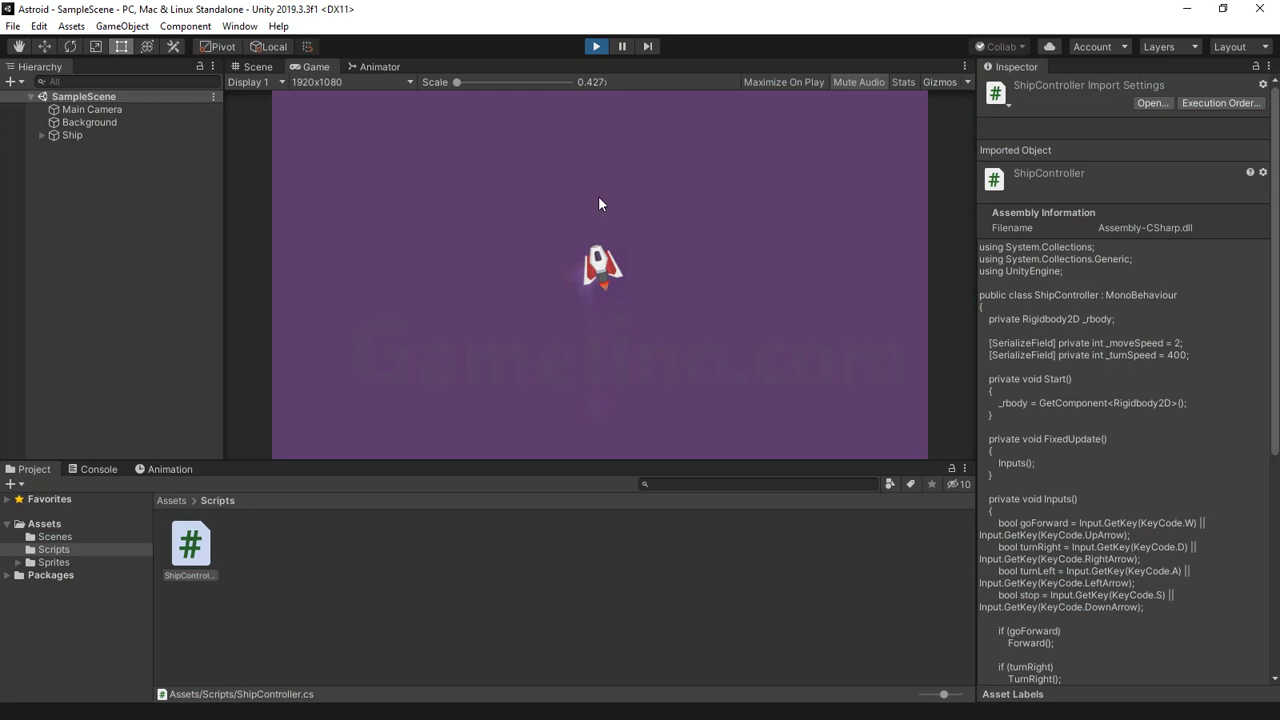 Astroid - SampleScene - PC, Mac & Linux Standalone - Unity 2019.3.3f1 <DX11>
File Edit Assets GameObject Component Window Help
Pivot Local Collab Account Layers Layout
Hierarchy
All
SampleScene
Main Camera
Background
Ship
Scene Game Animator
Display 1 1920x1080 Scale 0.427x Maximize On Play Mute Audio Stats Gizmos
Gamejino.com
Project Console Animation
10
Favorites
Assets
Scenes
Scripts
Sprites
Packages
Assets > Scripts
ShipControl...
Assets/Scripts/ShipController.cs
Inspector
ShipController Import Settings
Open... Execution Order...
Imported Object
ShipController
Assembly Information
Filename Assembly-CSharp.dll
using System.Collections;
using System.Collections.Generic;
using UnityEngine;
public class ShipController : MonoBehaviour
{
private Rigidbody2D _rbody;
[SerializeField] private int _moveSpeed = 2;
[SerializeField] private int _turnSpeed = 400;
private void Start()
{
_rbody = GetComponent<Rigidbody2D>();
}
private void FixedUpdate()
{
Inputs();
}
private void Inputs()
{
bool goForward = Input.GetKey(KeyCode.W) ||
Input.GetKey(KeyCode.UpArrow);
bool turnRight = Input.GetKey(KeyCode.D) ||
Input.GetKey(KeyCode.RightArrow);
bool turnLeft = Input.GetKey(KeyCode.A) ||
Input.GetKey(KeyCode.LeftArrow);
bool stop = Input.GetKey(KeyCode.S) ||
Input.GetKey(KeyCode.DownArrow);
if (goForward)
Forward();
if (turnRight)
TurnRight();
Asset Labels